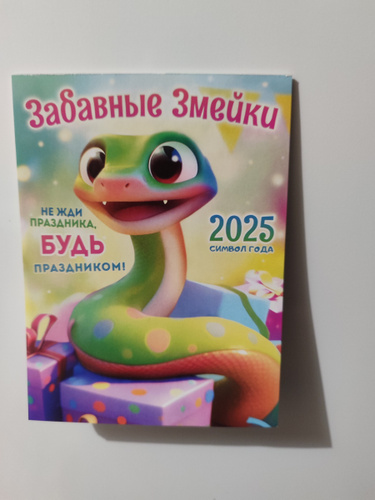 Забавные Змейки
НЕ ЖДИ
ПРАЗДНИКА,
БУДЬ
ПРАЗДНИКОМ!
2025
СИМВОЛ ГОДА